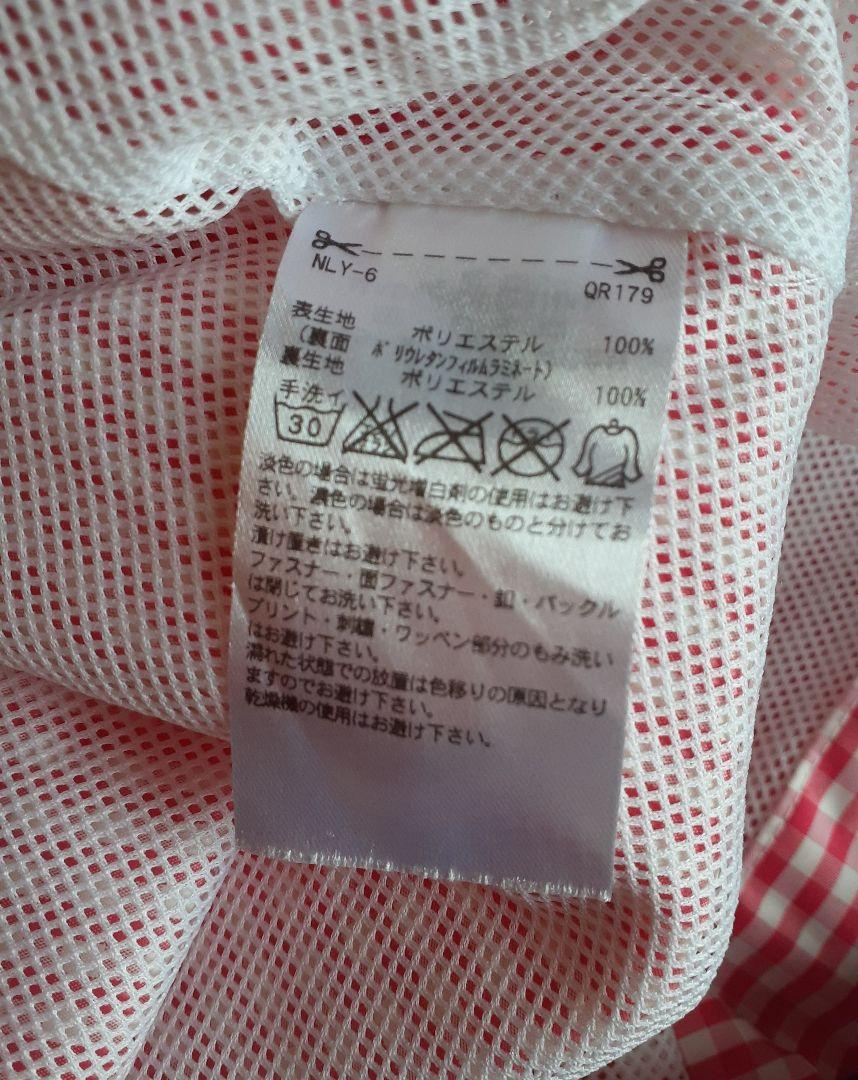 NLY-6 QR179
表生地 ポリエステル 100%
(裏面 ポリウレタンフィルムラミネート)
裏生地 ポリエステル 100%
手洗イ
30
淡色の場合は蛍光増白剤の使用はお避け下
さい。濃色の場合は淡色のものと分けてお
洗い下さい。
漬け置きはお避け下さい。
ファスナー・面ファスナー・釦・バックル
は閉じてお洗い下さい。
プリント・刺繍・ワッペン部分のもみ洗い
はお避け下さい。
濡れた状態での放置は色移りの原因となり
ますのでお避け下さい。
乾燥機の使用はお避け下さい。